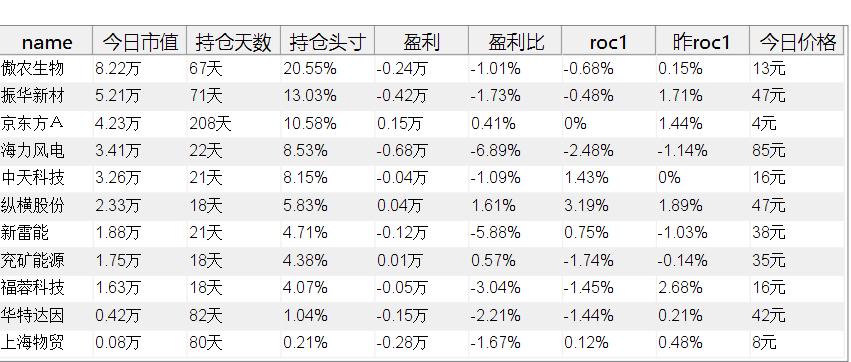 name 今日市值 持仓天数 持仓头寸 盈利 盈利比 roc1 昨roc1 今日价格
傲农生物 8.22万 67天 20.55% -0.24万 -1.01% -0.68% 0.15% 13元
振华新材 5.21万 71天 13.03% -0.42万 -1.73% -0.48% 1.71% 47元
京东方A 4.23万 208天 10.58% 0.15万 0.41% 0% 1.44% 4元
海力风电 3.41万 22天 8.53% -0.68万 -6.89% -2.48% -1.14% 85元
中天科技 3.26万 21天 8.15% -0.04万 -1.09% 1.43% 0% 16元
纵横股份 2.33万 18天 5.83% 0.04万 1.61% 3.19% 1.89% 47元
新雷能 1.88万 21天 4.71% -0.12万 -5.88% 0.75% -1.03% 38元
兖矿能源 1.75万 18天 4.38% 0.01万 0.57% -1.74% -0.14% 35元
福蓉科技 1.63万 18天 4.07% -0.05万 -3.04% -1.45% 2.68% 16元
华特达因 0.42万 82天 1.04% -0.15万 -2.21% -1.44% 0.21% 42元
上海物贸 0.08万 80天 0.21% -0.28万 -1.67% 0.12% 0.48% 8元